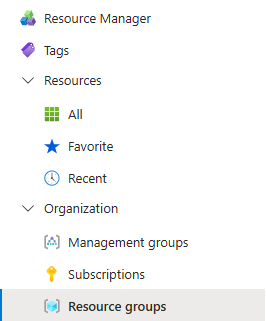 Resource Manager
Tags
Resources
All
Favorite
Recent
Organization
Management groups
Subscriptions
Resource groups